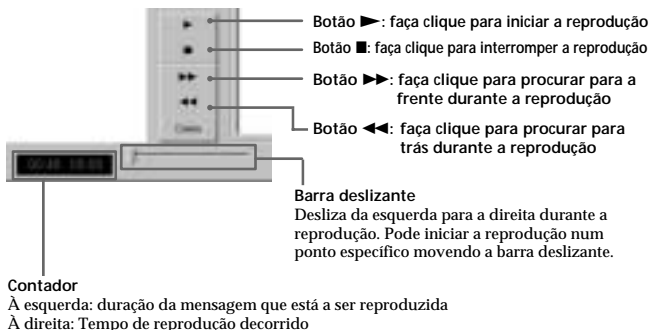 Botão ►: faça clique para iniciar a reprodução
Botão ■: faça clique para interromper a reprodução
Botão ►►: faça clique para procurar para a
frente durante a reprodução
Botão ◄◄: faça clique para procurar para
trás durante a reprodução
Barra deslizante
Desliza da esquerda para a direita durante a
reprodução. Pode iniciar a reprodução num
ponto específico movendo a barra deslizante.
Contador
À esquerda: duração da mensagem que está a ser reproduzida
À direita: Tempo de reprodução decorrido